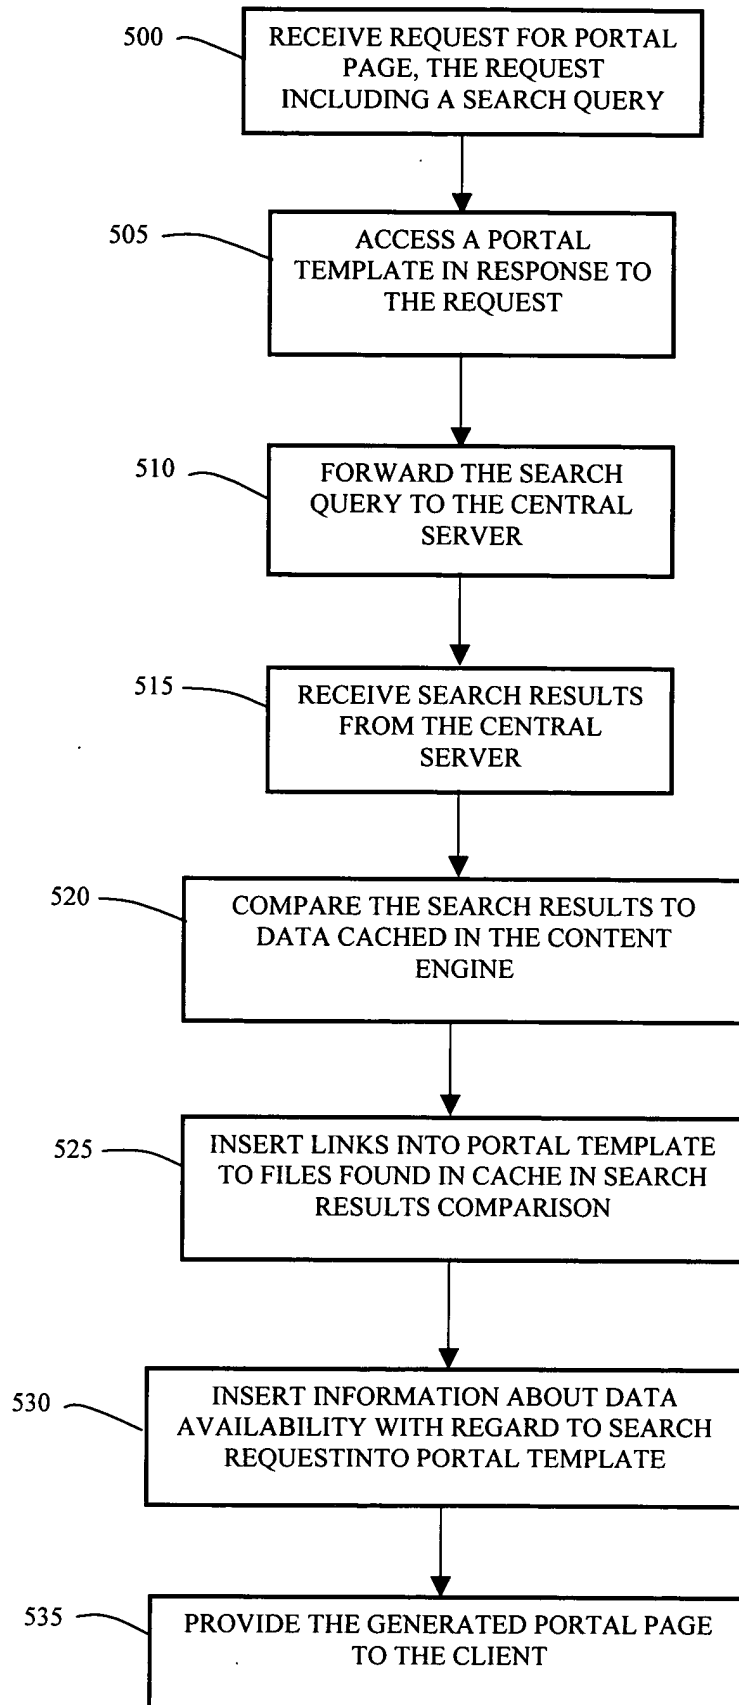 500
RECEIVE REQUEST FOR PORTAL
PAGE, THE REQUEST
INCLUDING A SEARCH QUERY
505
ACCESS A PORTAL
TEMPLATE IN RESPONSE TO
THE REQUEST
510
FORWARD THE SEARCH
QUERY TO THE CENTRAL
SERVER
515
RECEIVE SEARCH RESULTS
FROM THE CENTRAL
SERVER
520
COMPARE THE SEARCH RESULTS TO
DATA CACHED IN THE CONTENT
ENGINE
525
INSERT LINKS INTO PORTAL TEMPLATE
TO FILES FOUND IN CACHE IN SEARCH
RESULTS COMPARISON
530
INSERT INFORMATION ABOUT DATA
AVAILABILITY WITH REGARD TO SEARCH
REQUESTINTO PORTAL TEMPLATE
535
PROVIDE THE GENERATED PORTAL PAGE
TO THE CLIENT